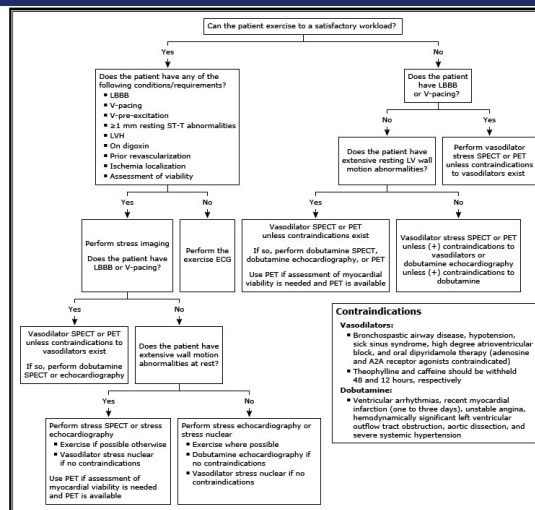 Can the patient exercise to a satisfactory workload?
Yes
No
Does the patient have any of the
following conditions/requirements?
▪ LBBB
▪ V-pacing
▪ V-pre-excitation
▪ ≥1 mm resting ST-T abnormalities
▪ LVH
▪ On digoxin
▪ Prior revascularization
▪ Ischemia localization
▪ Assessment of viability
Does the patient
have LBBB
or V-pacing?
No
Yes
Does the patient have
extensive resting LV wall
motion abnormalities?
Perform vasodilator
stress SPECT or PET
unless contraindications
to vasodilators exist
Yes
No
Yes
No
Perform stress imaging
Does the patient have
LBBB or V-pacing?
Perform the
exercise ECG
Vasodilator SPECT or PET
unless contraindications exist
If so, perform dobutamine SPECT,
dobutamine echocardiography,
or PET
Use PET if assessment of myocardial
viability is needed and PET is available
Vasodilator stress SPECT or PET
unless (+) contraindications to
vasodilators or
dobutamine echocardiography
unless (+) contraindications to
dobutamine
Yes
No
Vasodilator SPECT or PET
unless contraindications to
vasodilators exist
If so, perform dobutamine
SPECT or echocardiography
Does the patient have
extensive wall motion
abnormalities at rest?
Yes
No
Perform stress SPECT or stress
echocardiography
▪ Exercise if possible otherwise
▪ Vasodilator stress nuclear
if no contraindications
Use PET if assessment of
myocardial viability is needed
and PET is available
Perform stress echocardiography or
stress nuclear
▪ Exercise where possible
▪ Dobutamine echocardiography if
no contraindications
▪ Vasodilator stress nuclear if no
contraindications
Contraindications
Vasodilators:
▪ Bronchospastic airway disease, hypotension,
sick sinus syndrome, high degree atrioventricular
block, and oral dipyridamole therapy (adenosine
and A2A receptor agonists contraindicated)
▪ Theophylline and caffeine should be withheld
48 and 12 hours, respectively
Dobutamine:
▪ Ventricular arrhythmias, recent myocardial
infarction (one to three days), unstable angina,
hemodynamically significant left ventricular
outflow tract obstruction, aortic dissection, and
severe systemic hypertension